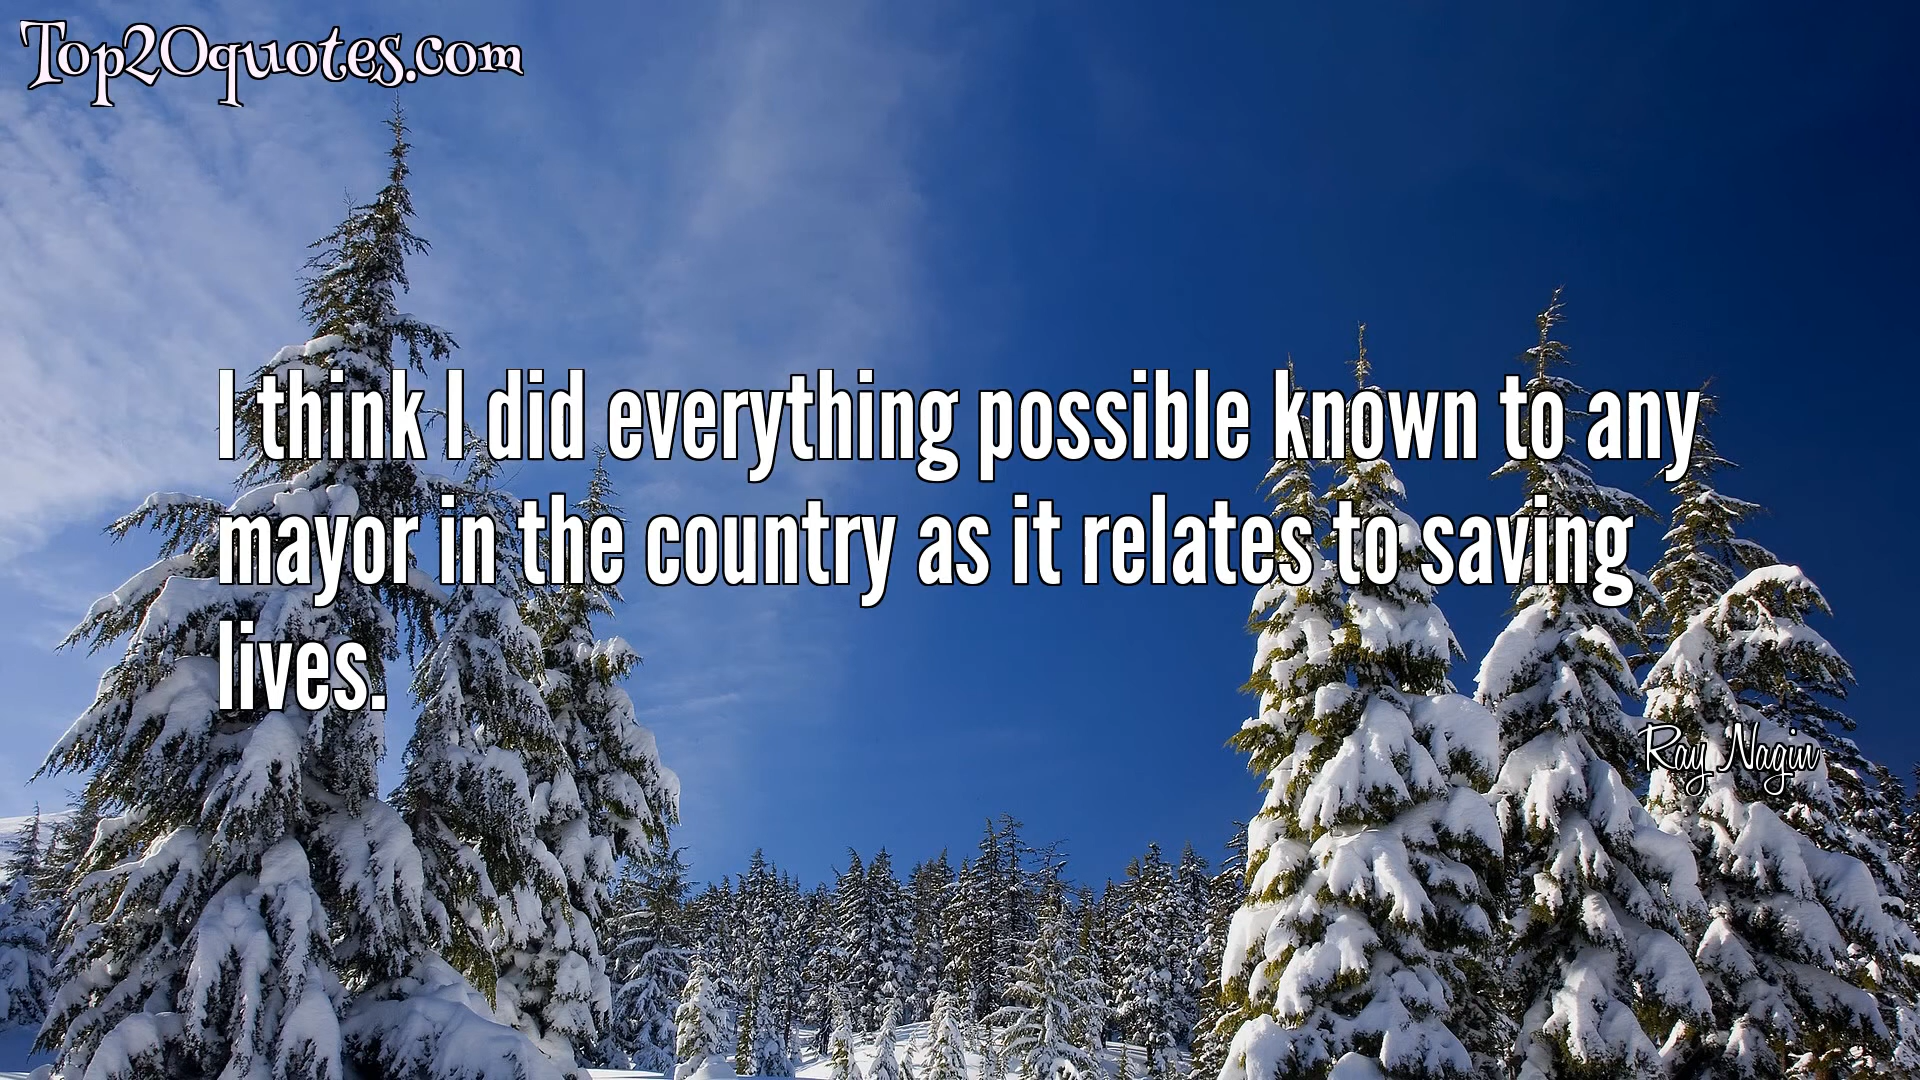 Top20quotes.com
I think I did everything possible known to any
mayor in the country as it relates to saving
lives.
Ray Nagin